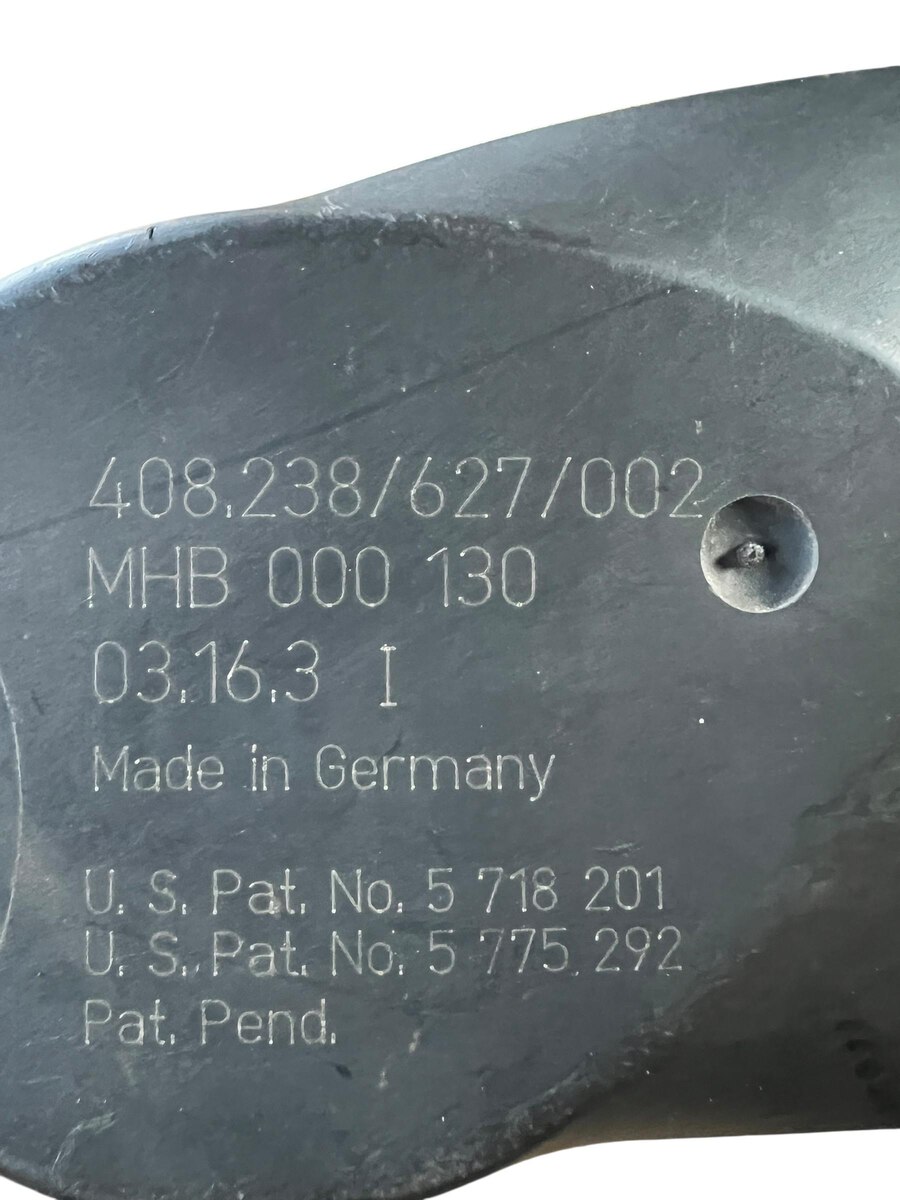 408.238/627/002
MHB 000 130
03.16.3 I
Made in Germany
U. S. Pat. No. 5 718 201
U. S. Pat. No. 5 775 292
Pat. Pend.